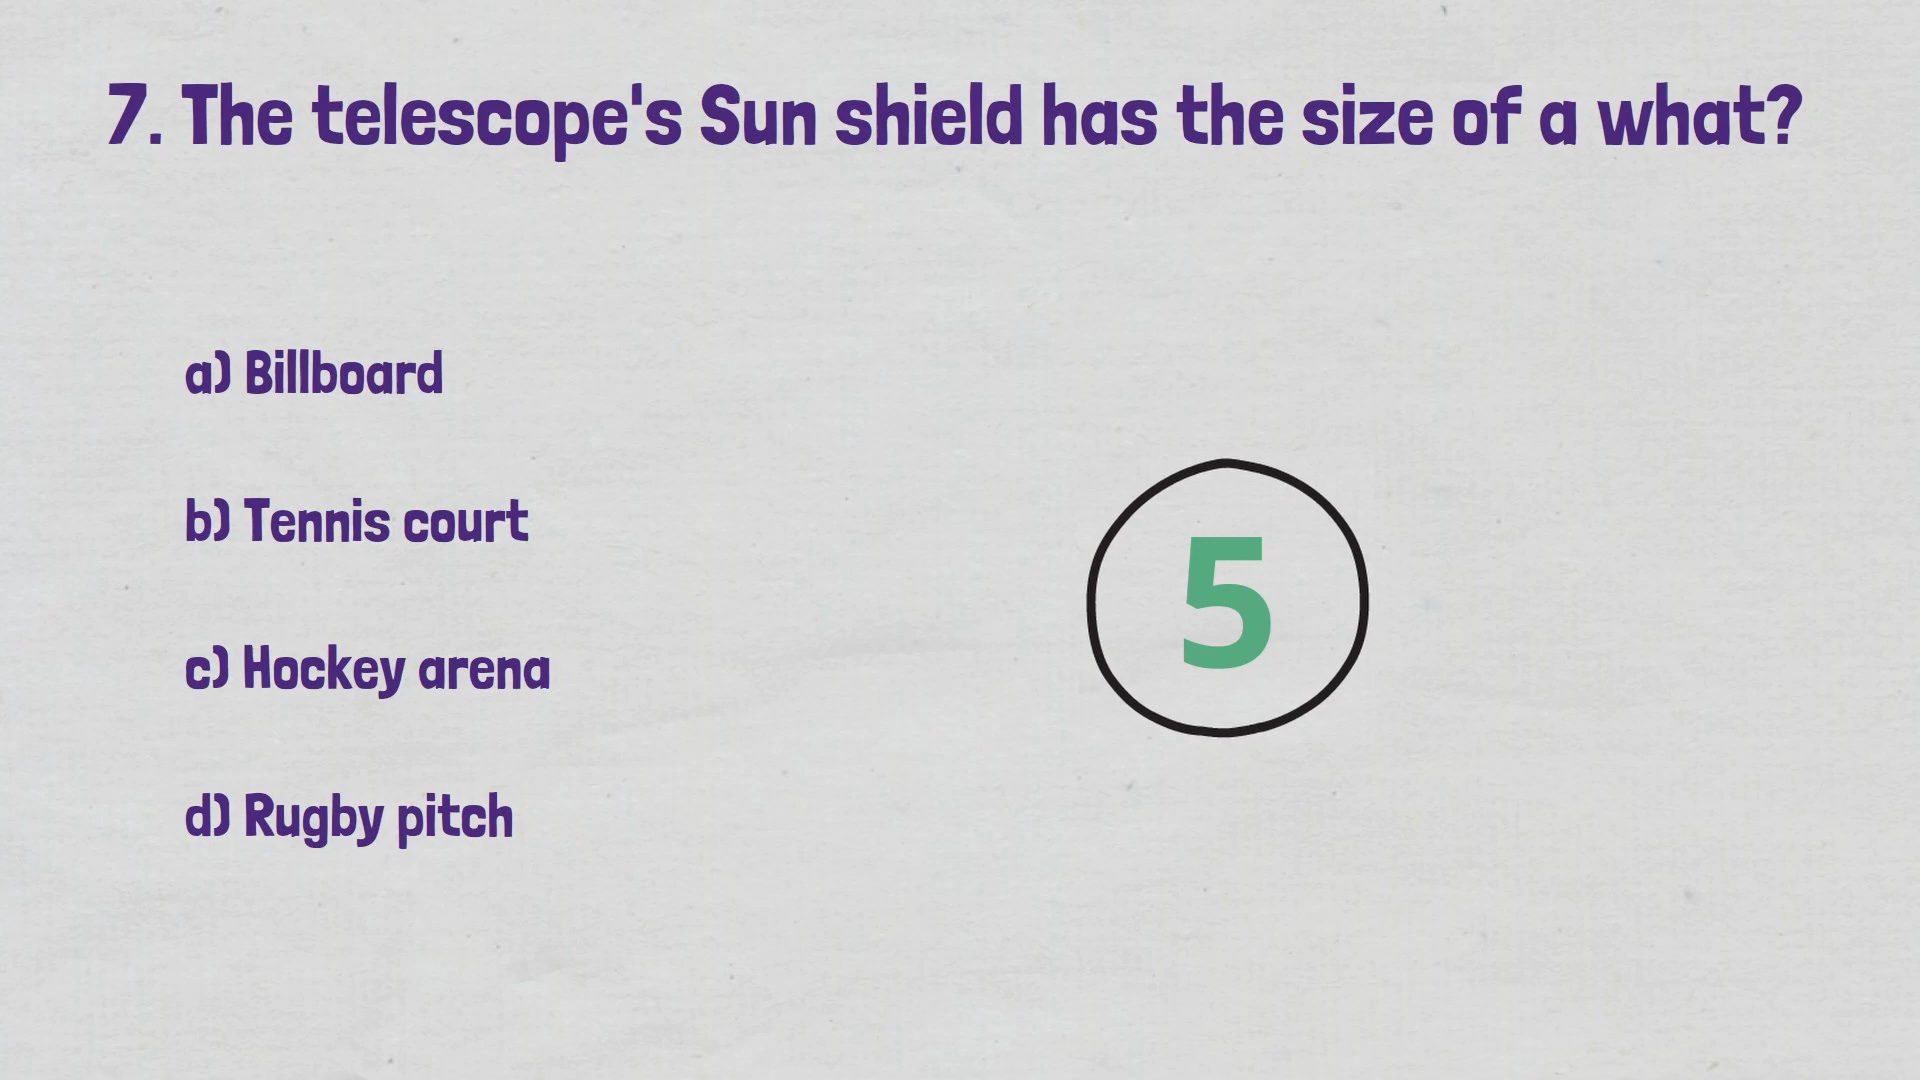 7. The telescope's Sun shield has the size of a what?
a) Billboard
b) Tennis court
c) Hockey arena
d) Rugby pitch
5